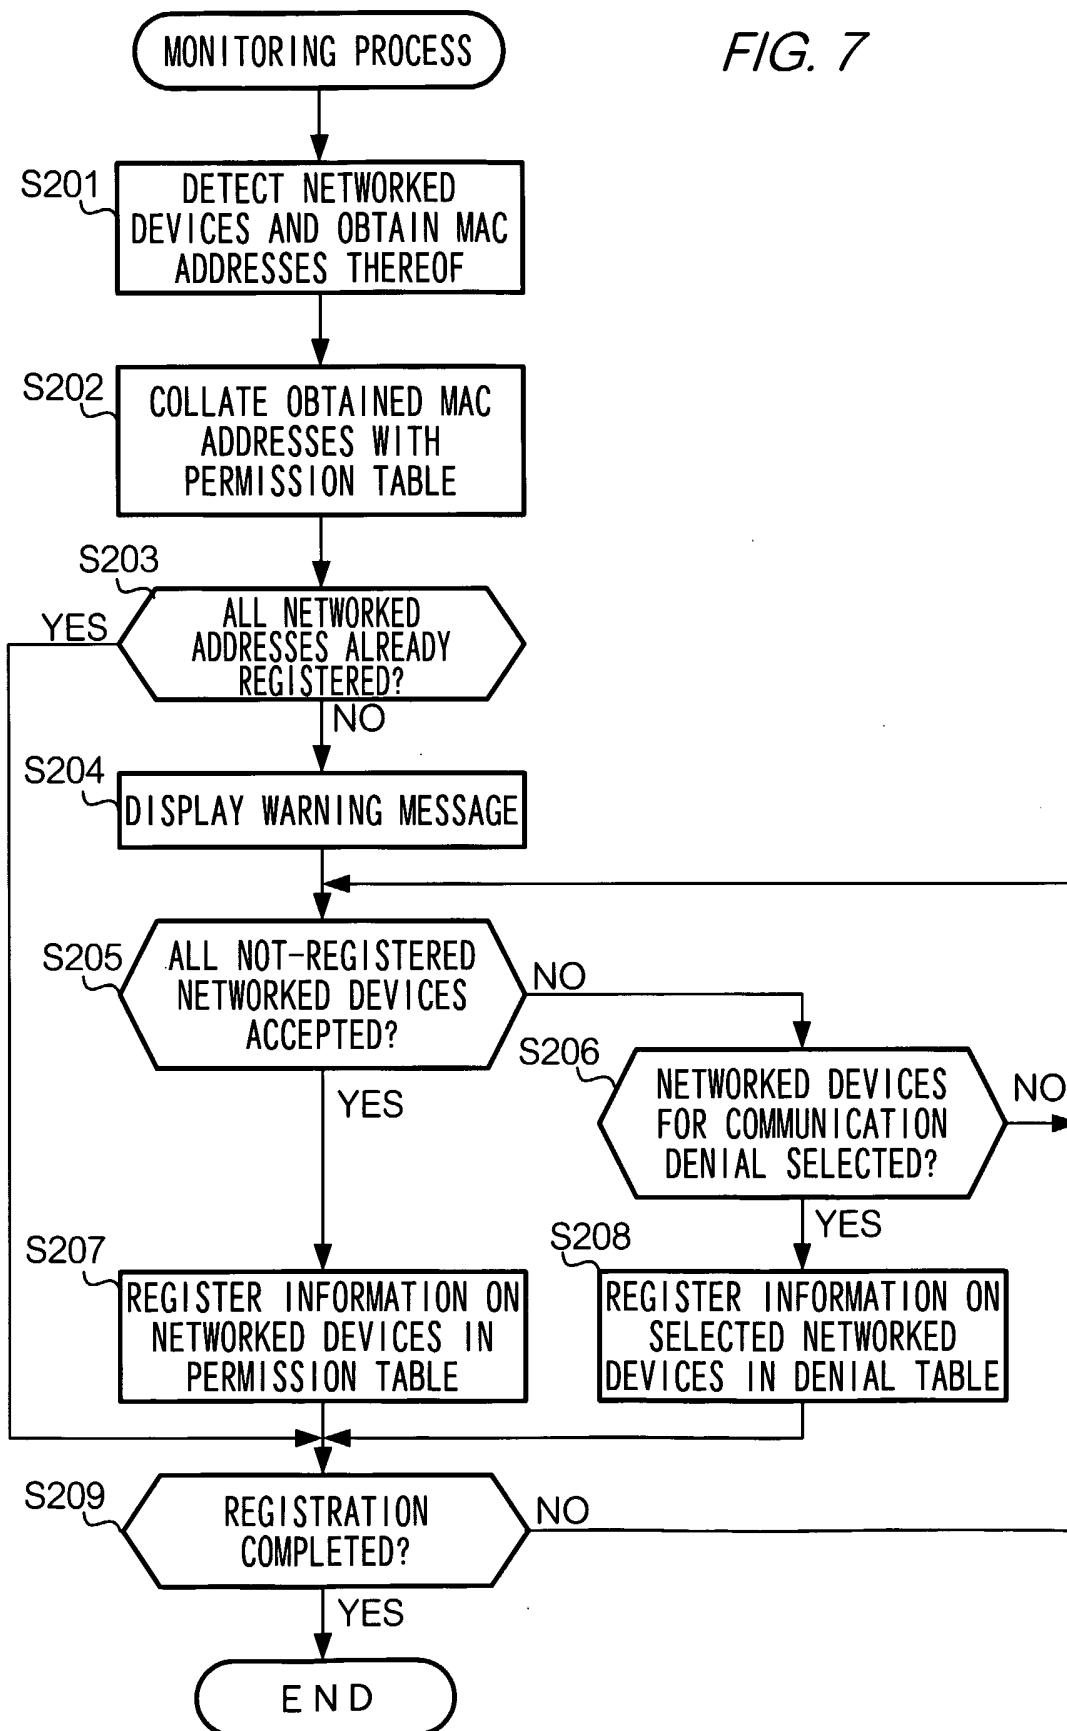 FIG. 7
MONITORING PROCESS
S201
DETECT NETWORKED
DEVICES AND OBTAIN MAC
ADDRESSES THEREOF
S202
COLLATE OBTAINED MAC
ADDRESSES WITH
PERMISSION TABLE
S203
ALL NETWORKED
ADDRESSES ALREADY
REGISTERED?
YES
NO
S204
DISPLAY WARNING MESSAGE
S205
ALL NOT-REGISTERED
NETWORKED DEVICES
ACCEPTED?
NO
YES
S206
NETWORKED DEVICES
FOR COMMUNICATION
DENIAL SELECTED?
NO
YES
S207
REGISTER INFORMATION ON
NETWORKED DEVICES IN
PERMISSION TABLE
S208
REGISTER INFORMATION ON
SELECTED NETWORKED
DEVICES IN DENIAL TABLE
S209
REGISTRATION
COMPLETED?
NO
YES
END